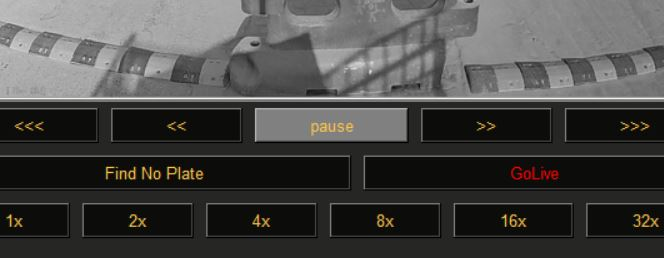 <<< << pause >> >>>
Find No Plate GoLive
1x 2x 4x 8x 16x 32x